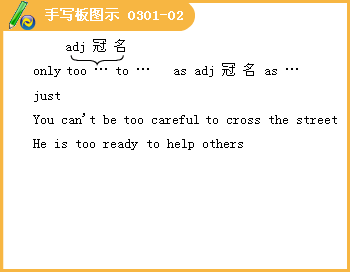 手写板图示 0301-02
adj 冠 名
only too … to … as adj 冠 名 as …
just
You can't be too careful to cross the street
He is too ready to help others